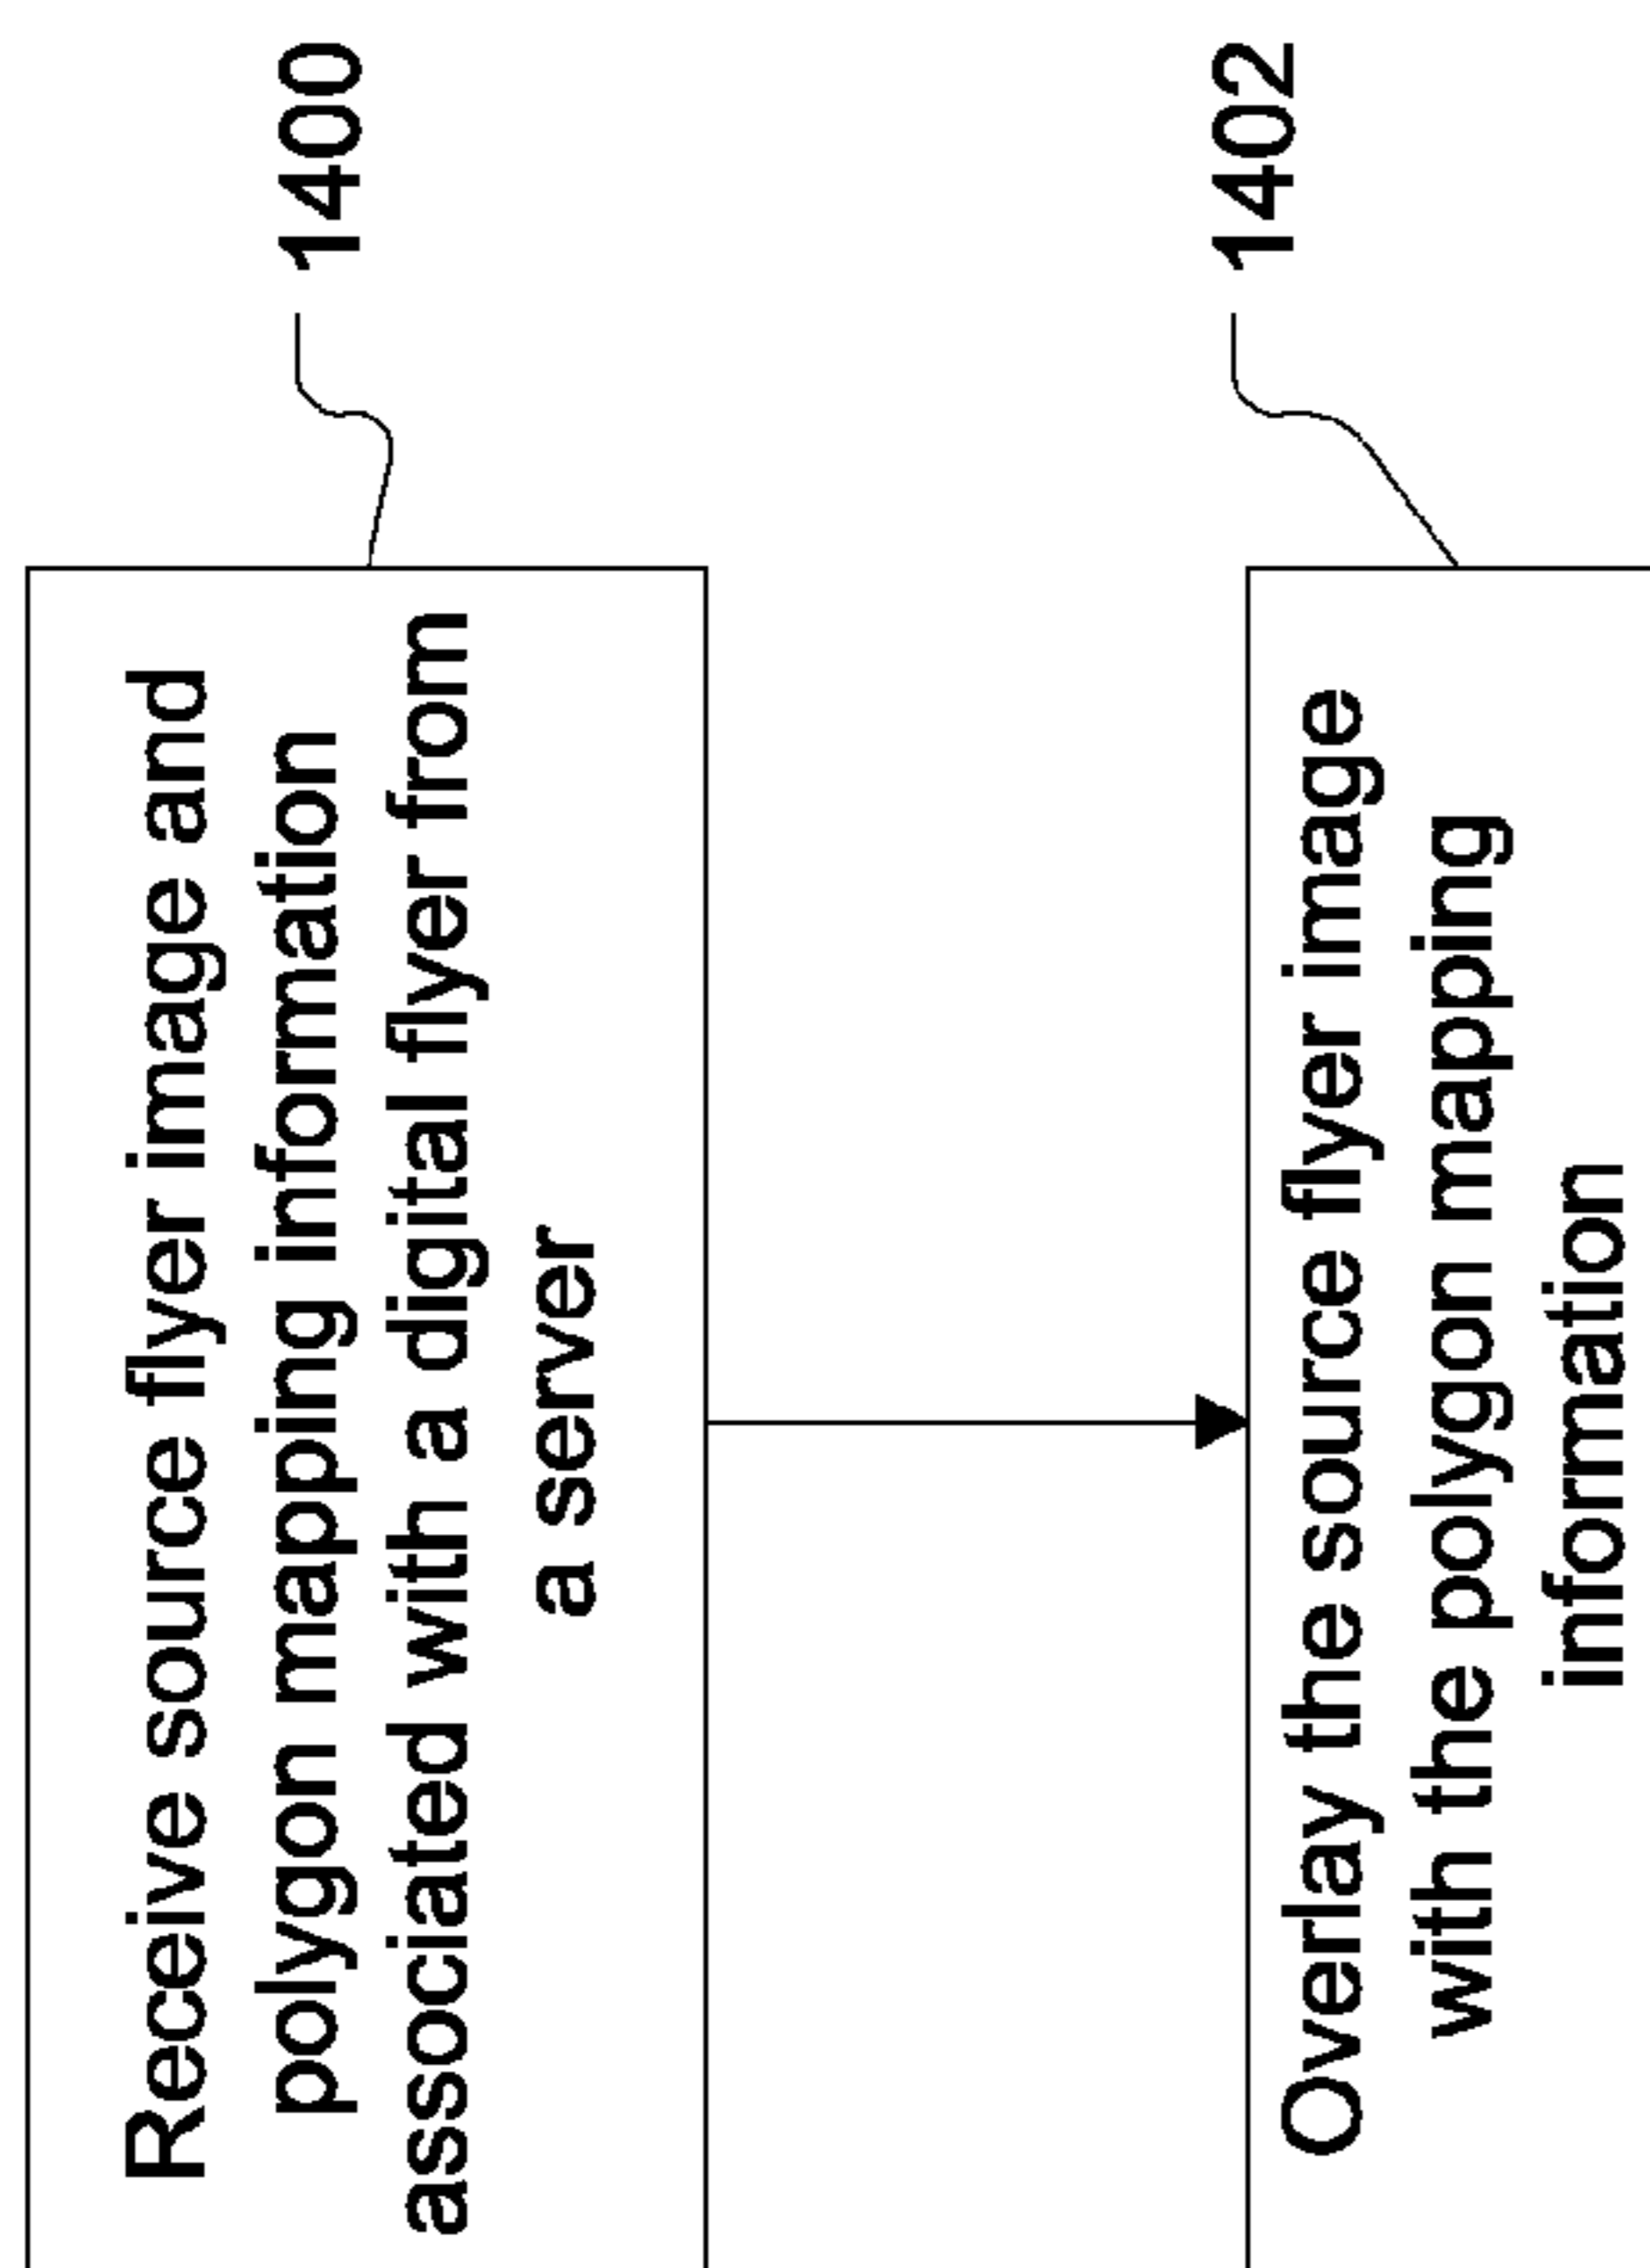 Receive source flyer image and
polygon mapping information
associated with a digital flyer from
a server
1400
Overlay the source flyer image
with the polygon mapping
information
1402